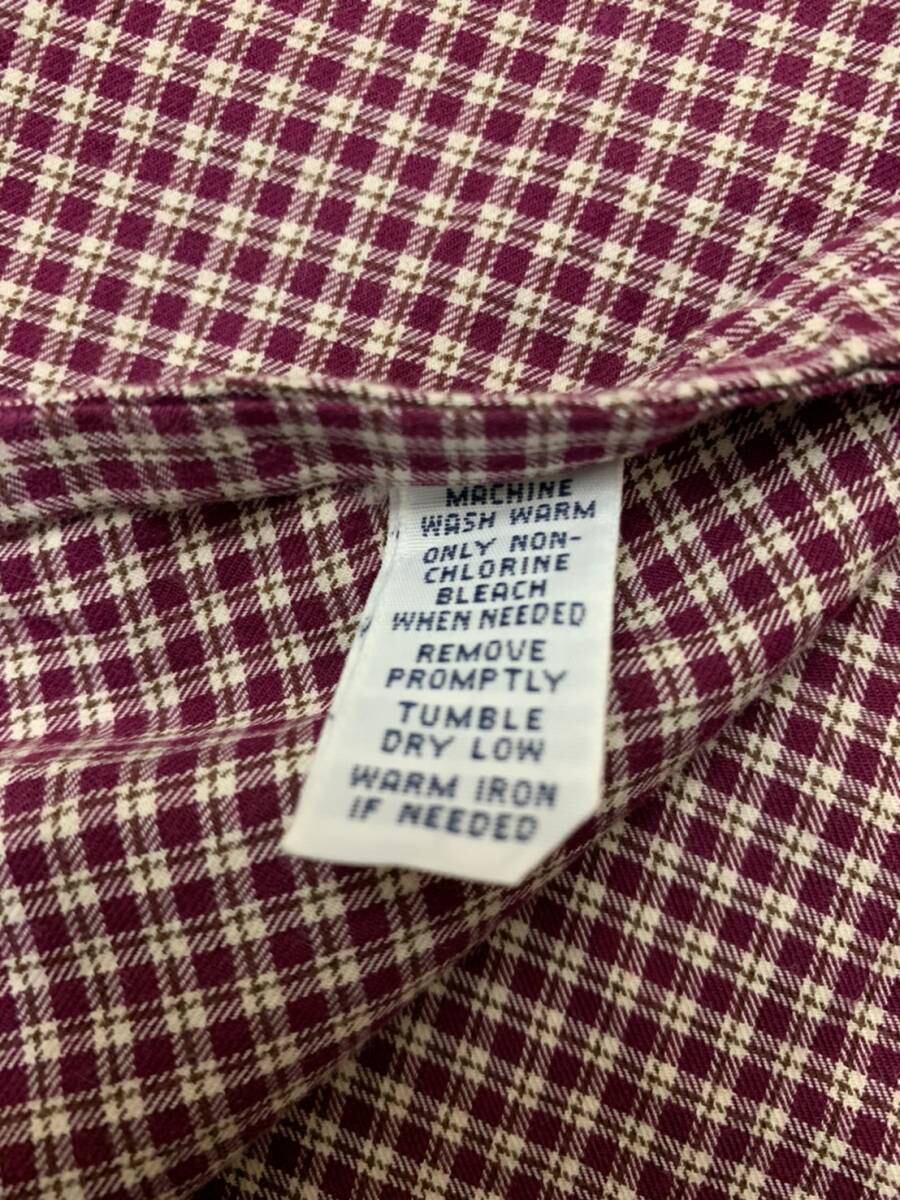 MACHINE
WASH WARM
ONLY NON-
CHLORINE
BLEACH
WHEN NEEDED
REMOVE
PROMPTLY
TUMBLE
DRY LOW
WARM IRON
IF NEEDED